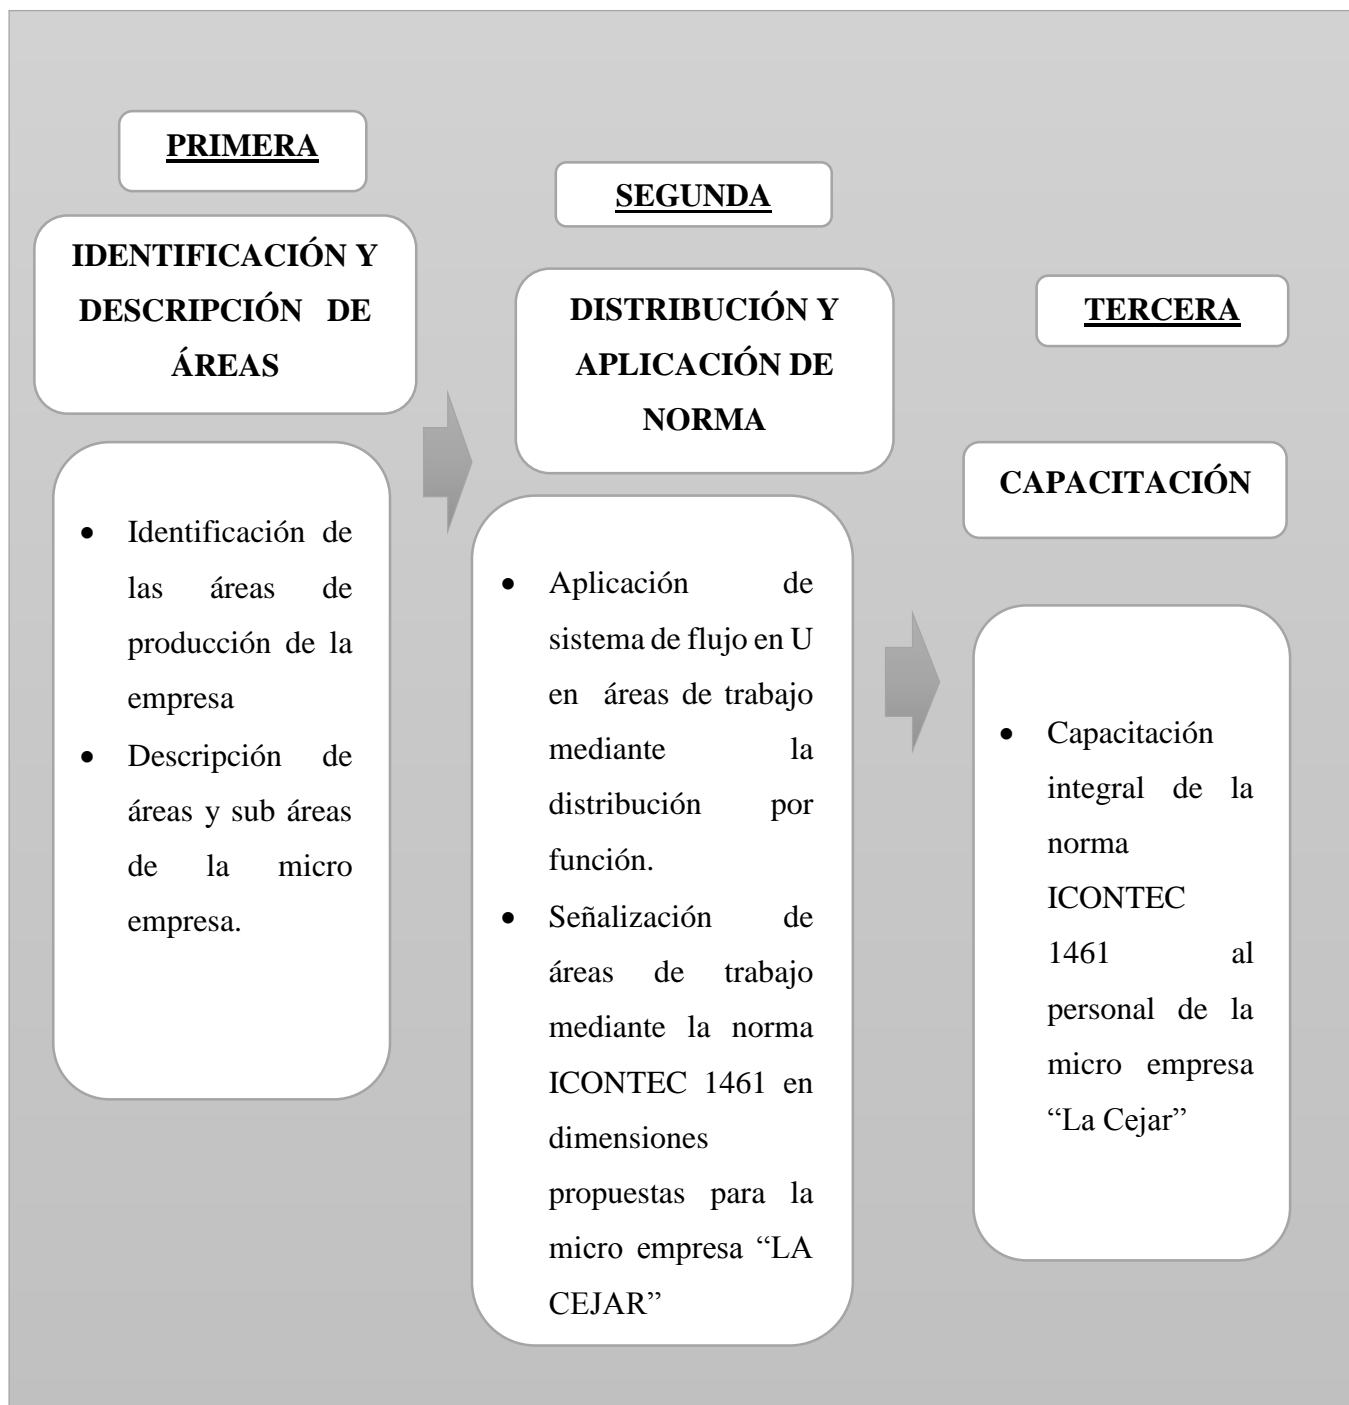 PRIMERA
IDENTIFICACIÓN Y
DESCRIPCIÓN DE
ÁREAS
• Identificación de
las áreas de
producción de la
empresa
• Descripción de
áreas y sub áreas
de la micro
empresa.
SEGUNDA
DISTRIBUCIÓN Y
APLICACIÓN DE
NORMA
• Aplicación de
sistema de flujo en U
en áreas de trabajo
mediante la
distribución por
función.
• Señalización de
áreas de trabajo
mediante la norma
ICONTEC 1461 en
dimensiones
propuestas para la
micro empresa “LA
CEJAR”
TERCERA
CAPACITACIÓN
• Capacitación
integral de la
norma
ICONTEC
1461 al
personal de la
micro empresa
“La Cejar”